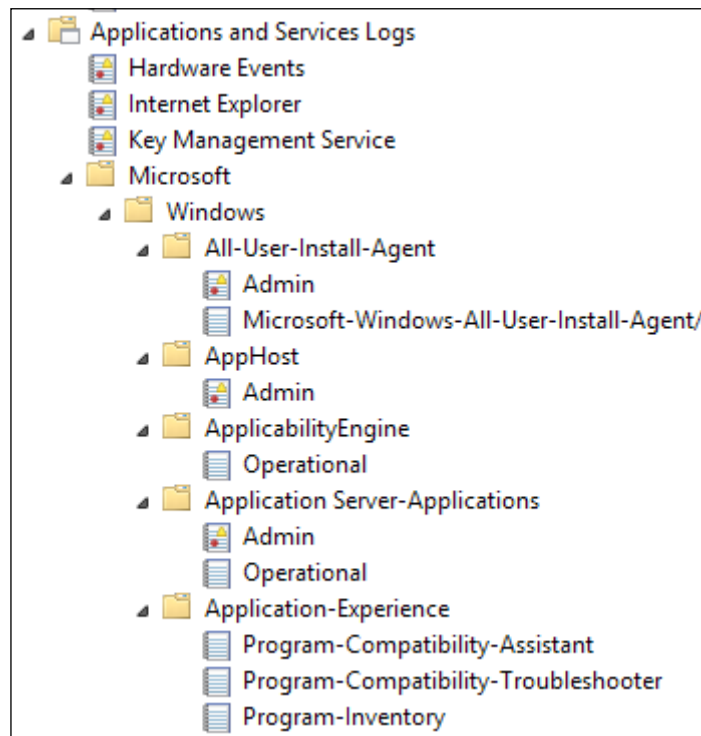 Applications and Services Logs
Hardware Events
Internet Explorer
Key Management Service
Microsoft
Windows
All-User-Install-Agent
Admin
Microsoft-Windows-All-User-Install-Agent/
AppHost
Admin
ApplicabilityEngine
Operational
Application Server-Applications
Admin
Operational
Application-Experience
Program-Compatibility-Assistant
Program-Compatibility-Troubleshooter
Program-Inventory